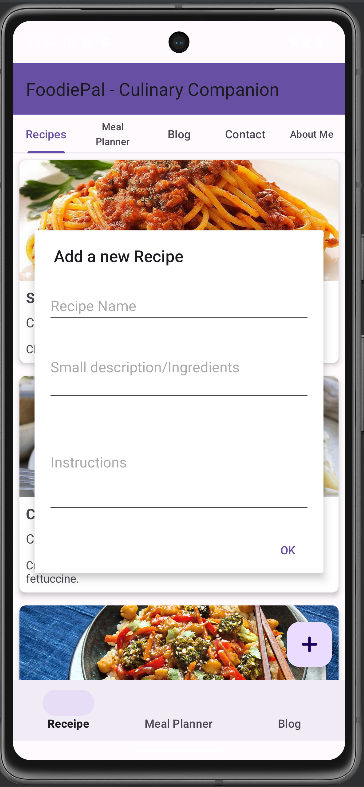 FoodiePal - Culinary Companion
Recipes
Meal
Planner
Blog
Contact
About Me
Add a new Recipe
Recipe Name
Small description/Ingredients
Instructions
OK
fettuccine.
+
Receipe
Meal Planner
Blog